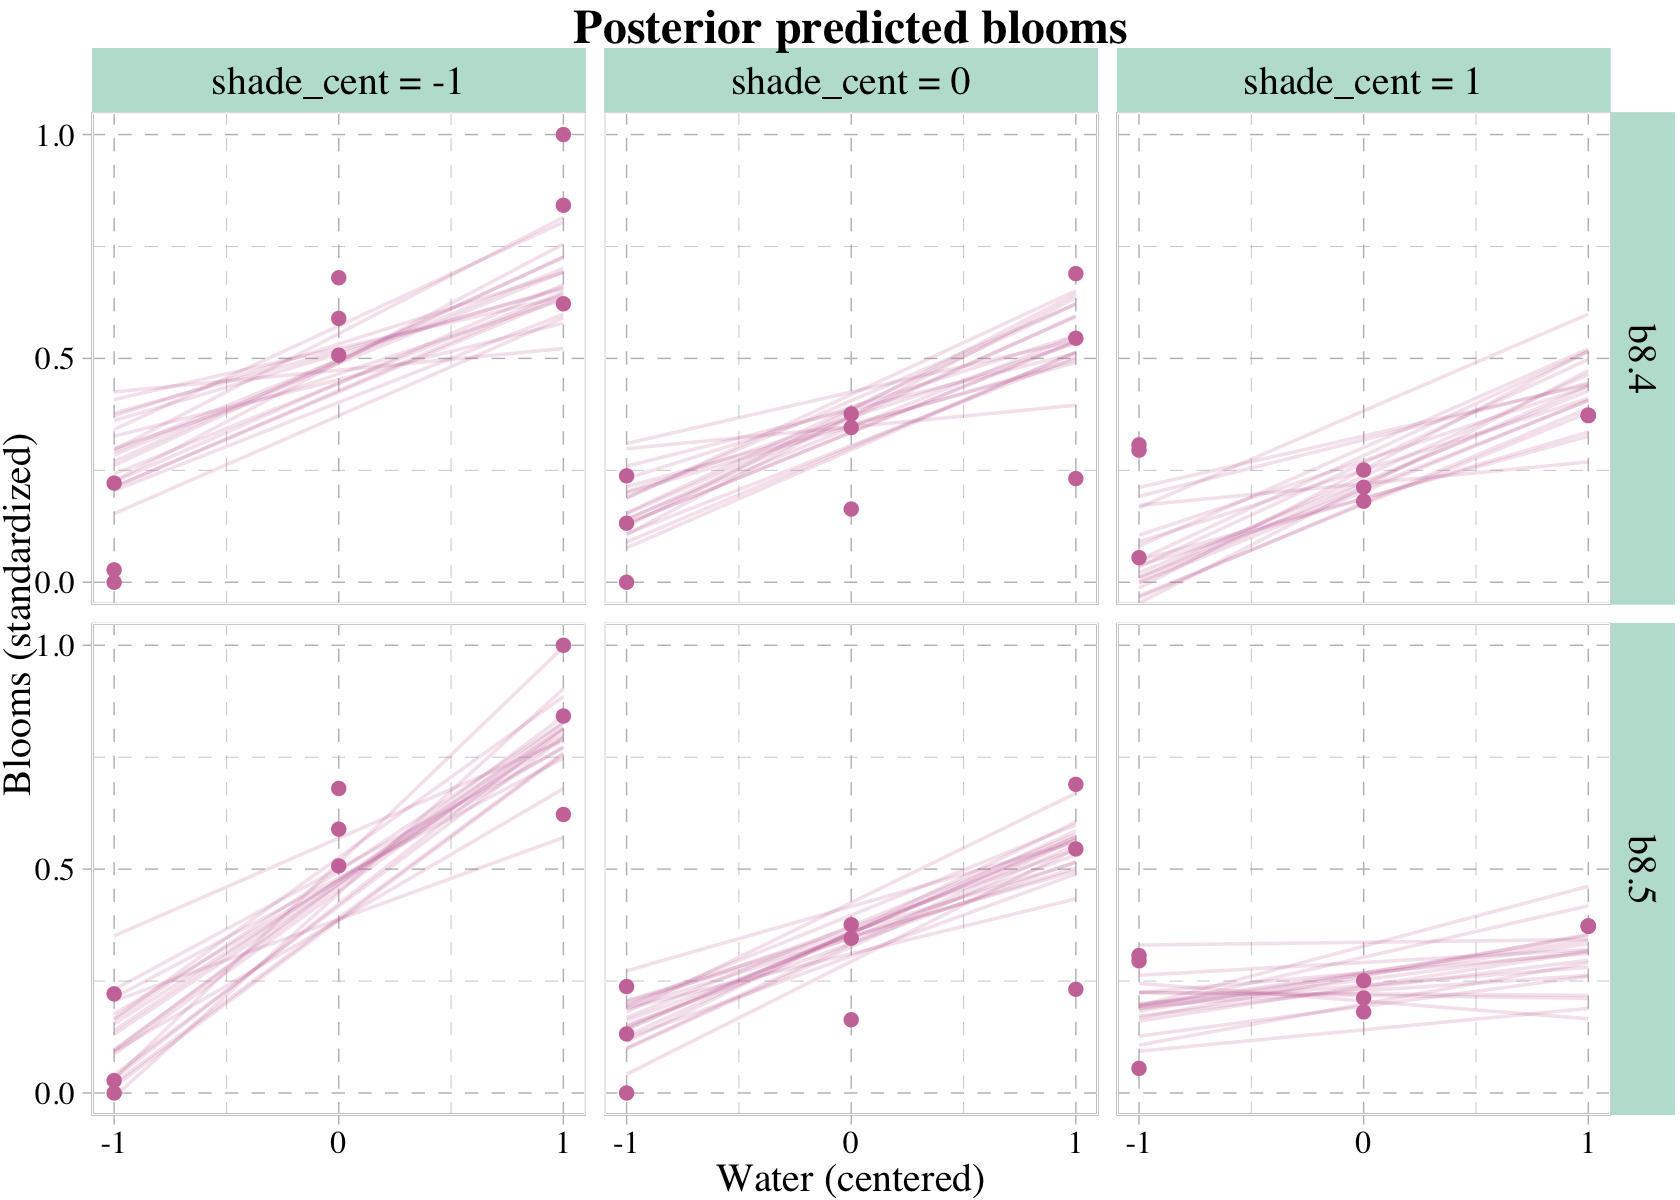 Posterior predicted blooms
shade_cent = -1
shade_cent = 0
shade_cent = 1
1.0
0.5
0.0
b8.4
Blooms (standardized)
1.0
0.5
0.0
b8.5
-1 0 1
-1 0 1
-1 0 1
Water (centered)